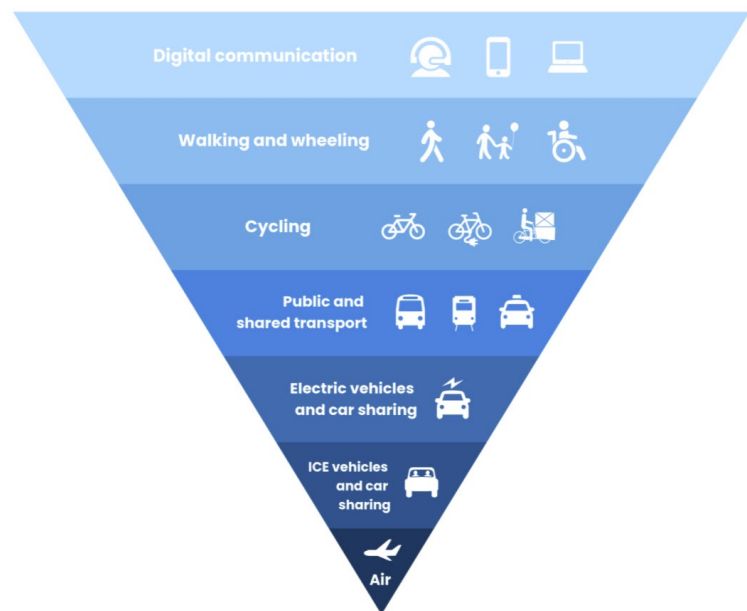 Digital communication
Walking and wheeling
Cycling
Public and
shared transport
Electric vehicles
and car sharing
ICE vehicles
and car
sharing
Air